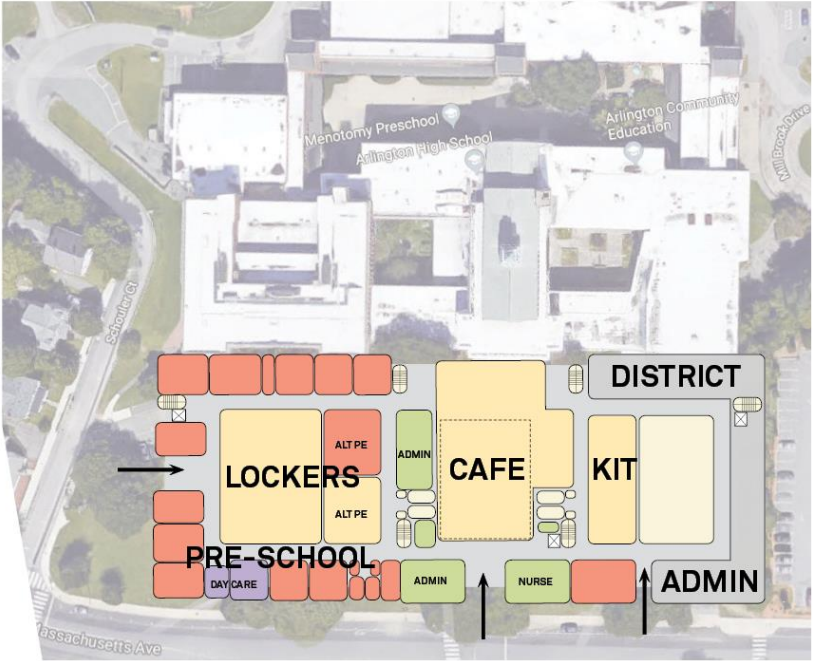 Menotomy Preschool
Arlington High School
Arlington Community
Education
Mill Brook Drive
Schouler Ct
DISTRICT
ALT PE
ADMIN
LOCKERS
CAFE
KIT
ALT PE
PRE-SCHOOL
DAY CARE
ADMIN
NURSE
ADMIN
Massachusetts Ave